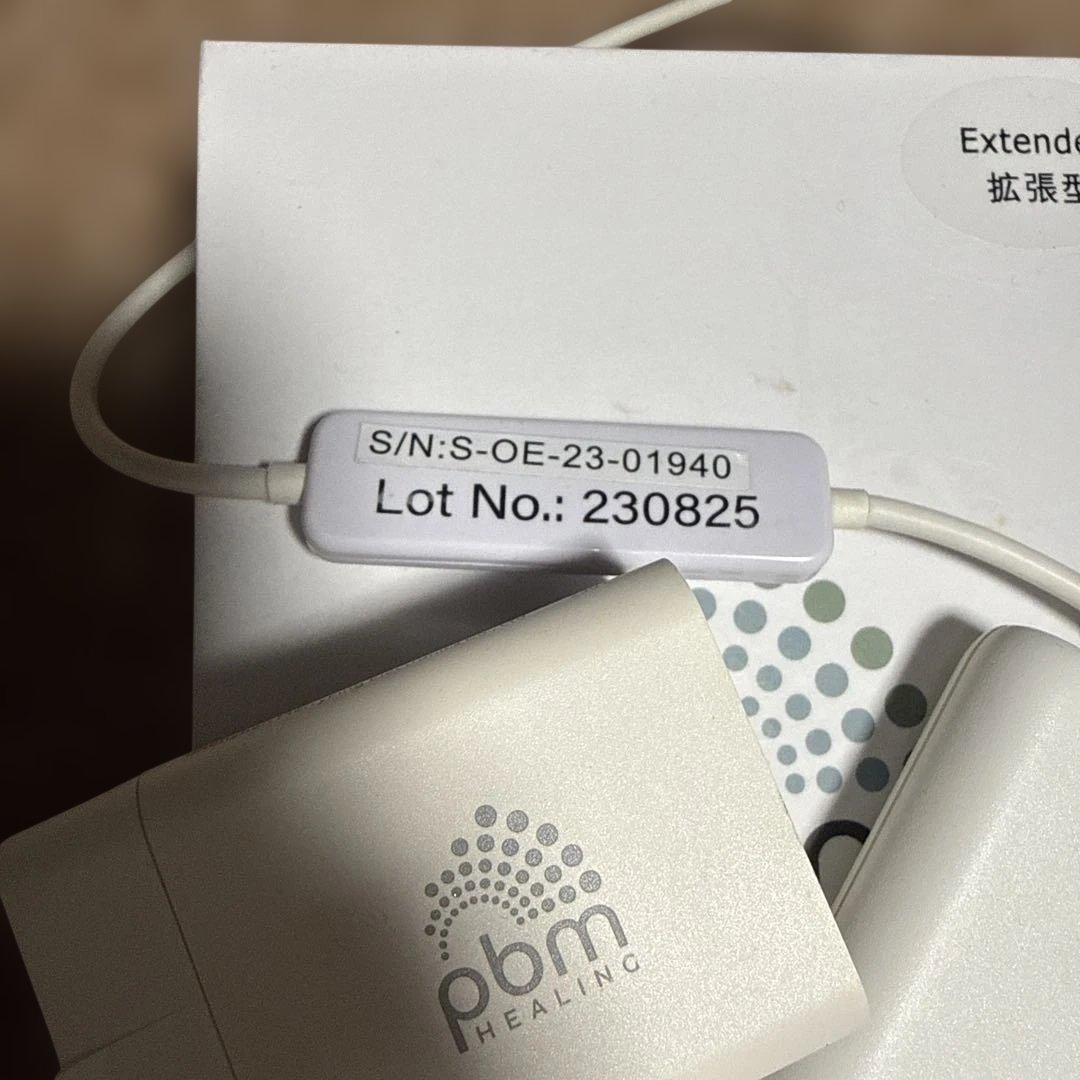 Extende
拡張型
S/N:S-OE-23-01940
Lot No.: 230825
pbm
HEALING